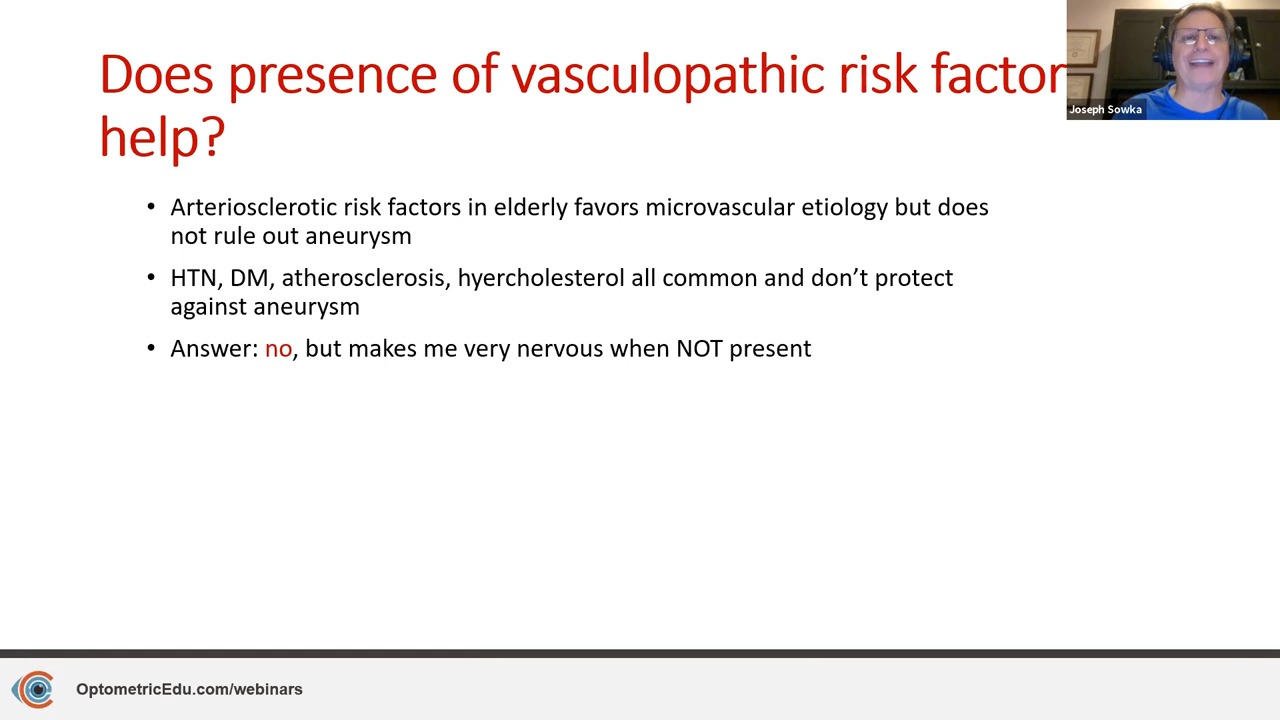 Does presence of vasculopathic risk factor
help?
Joseph Sowka
• Arteriosclerotic risk factors in elderly favors microvascular etiology but does
not rule out aneurysm
• HTN, DM, atherosclerosis, hyercholesterol all common and don’t protect
against aneurysm
• Answer: no, but makes me very nervous when NOT present
OptometricEdu.com/webinars